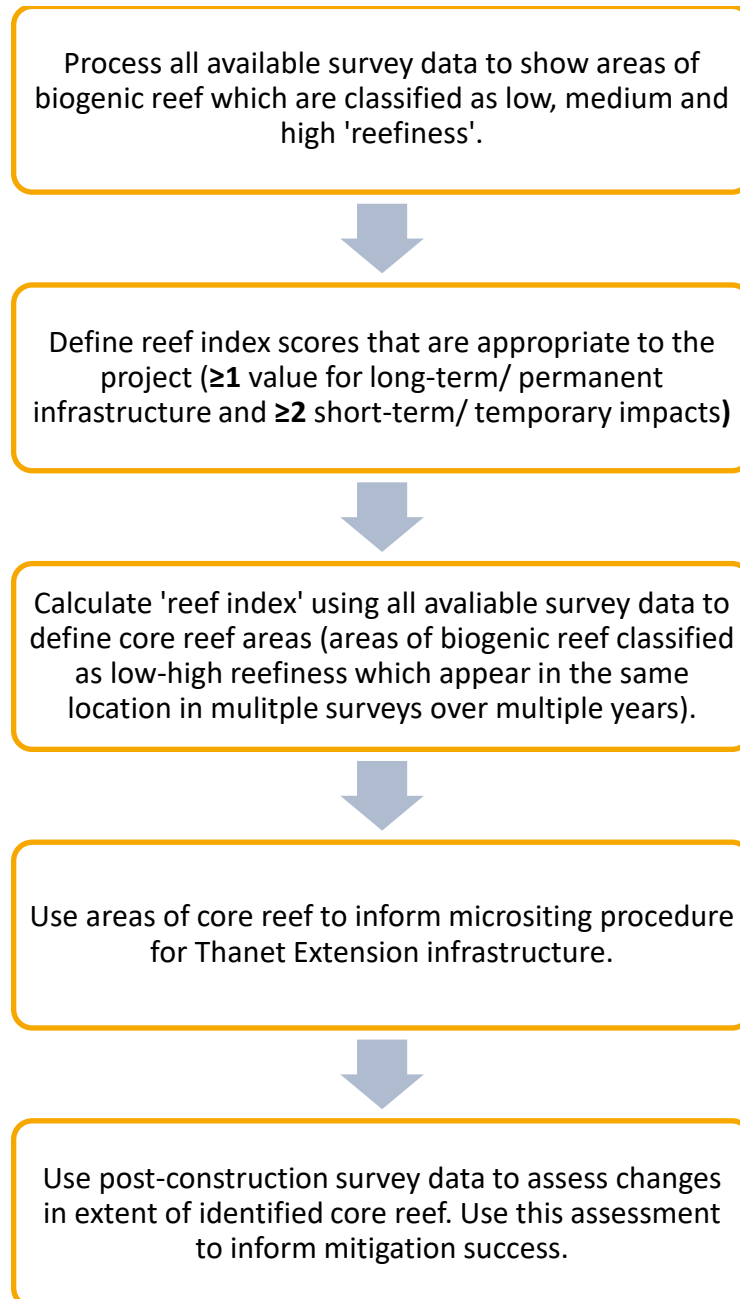 Process all available survey data to show areas of
biogenic reef which are classified as low, medium and
high 'reefiness'.
Define reef index scores that are appropriate to the
project (≥1 value for long-term/ permanent
infrastructure and ≥2 short-term/ temporary impacts)
Calculate 'reef index' using all avaliable survey data to
define core reef areas (areas of biogenic reef classified
as low-high reefiness which appear in the same
location in mulitple surveys over multiple years).
Use areas of core reef to inform micrositing procedure
for Thanet Extension infrastructure.
Use post-construction survey data to assess changes
in extent of identified core reef. Use this assessment
to inform mitigation success.